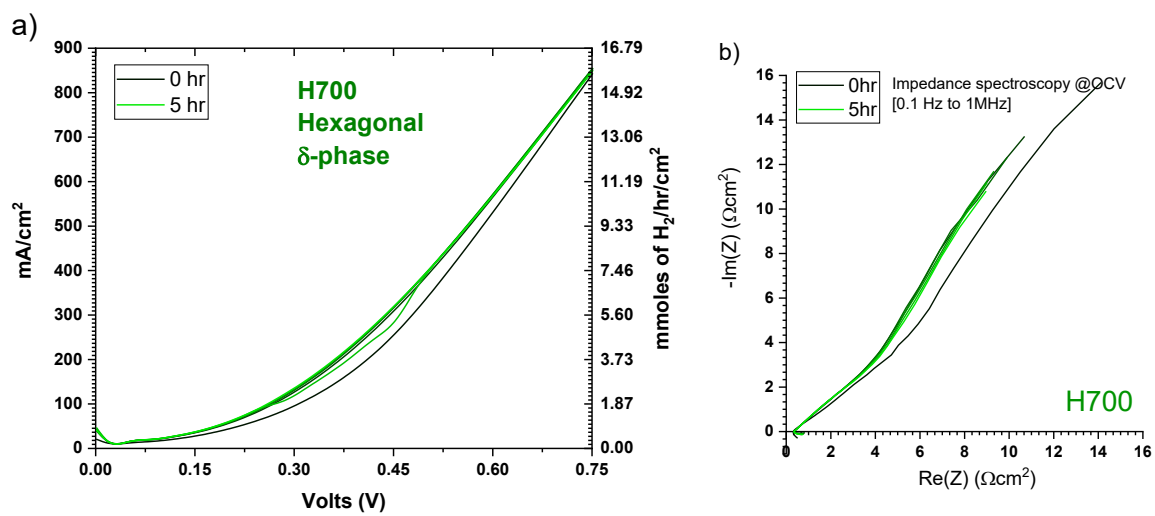 a)
900
800
700
600
500
400
300
200
100
0
mA/cm²
0 hr
5 hr
H700
Hexagonal
δ-phase
16.79
14.92
13.06
11.19
9.33
7.46
5.60
3.73
1.87
0.00
mmoles of H₂/hr/cm²
0.00 0.15 0.30 0.45 0.60 0.75
Volts (V)
b)
16
14
12
10
8
6
4
2
0
-Im(Z) (Ωcm²)
0hr
5hr
Impedance spectroscopy @OCV
[0.1 Hz to 1MHz]
H700
0 2 4 6 8 10 12 14 16
Re(Z) (Ωcm²)